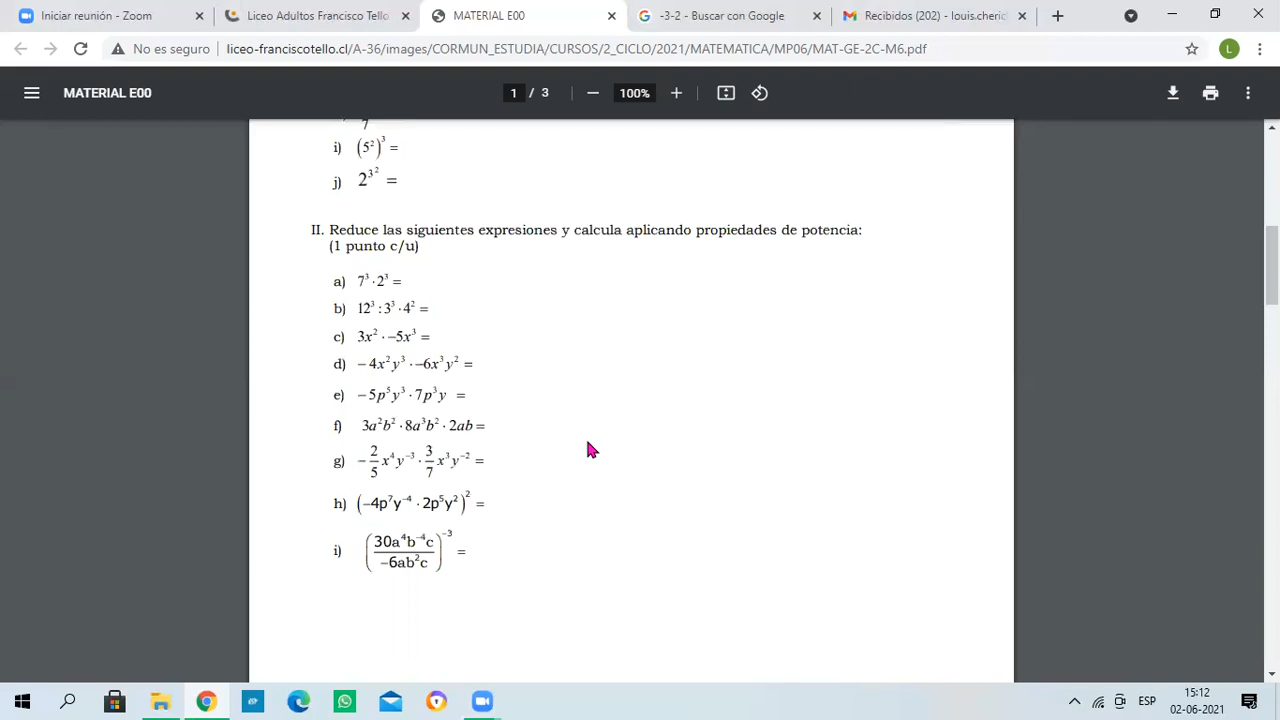 Iniciar reunión - Zoom
Liceo Adultos Francisco Tello
MATERIAL E00
-3-2 - Buscar con Google
Recibidos (202) - louis.cherich
No es seguro
liceo-franciscotello.cl/A-36/images/CORMUN_ESTUDIA/CURSOS/2_CICLO/2021/MATEMATICA/MP06/MAT-GE-2C-M6.pdf
L
MATERIAL E00
1 / 3
100%
7
i) (5²)³ =
j) 2^{3^2} =
II. Reduce las siguientes expresiones y calcula aplicando propiedades de potencia:
(1 punto c/u)
a) 7³ · 2³ =
b) 12³ : 3³ · 4² =
c) 3x² · −5x³ =
d) −4x²y³ · −6x³y² =
e) −5p⁵y³ · 7p³y =
f) 3a²b² · 8a³b² · 2ab =
g) −2/5 x⁴y⁻³ · 3/7 x³y⁻² =
h) (−4p⁷y⁻⁴ · 2p⁵y²)² =
i) (30a⁴b⁻⁴c / −6ab²c)⁻³ =
ESP
15:12
02-06-2021